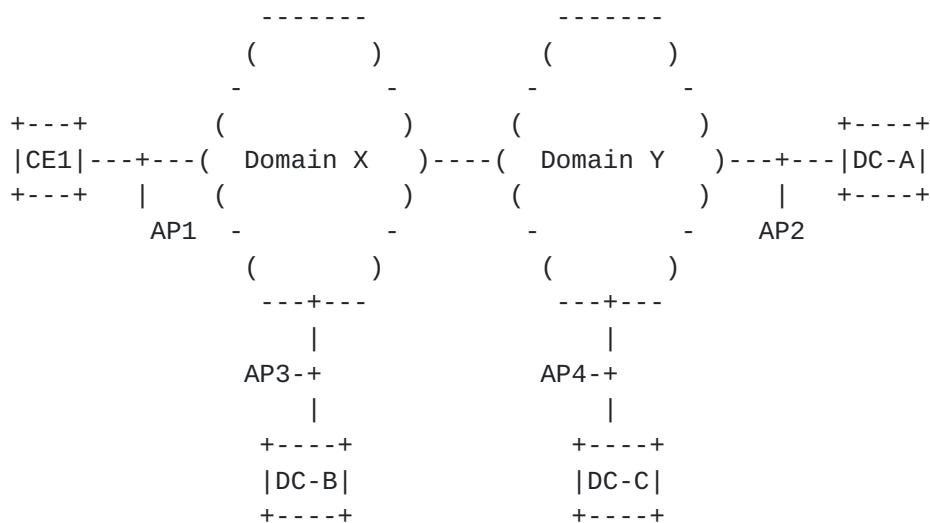 -------            -------
              (       )          (       )
             -         -        -         -
+---+        (           )      (           )        +----+
|CE1|---+---(  Domain X   )----(  Domain Y   )---+---|DC-A|
+---+   |    (           )      (           )    |   +----+
        AP1  -         -        -         -    AP2
              (       )          (       )
               ---+---            ---+---
                  |                  |
              AP3-+              AP4-+
                  |                  |
               +----+              +----+
               |DC-B|              |DC-C|
               +----+              +----+